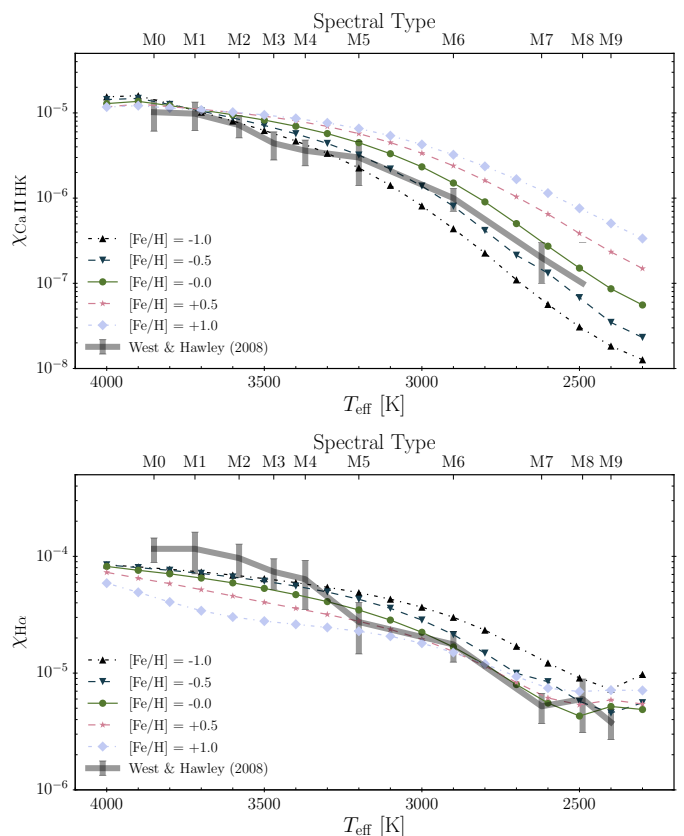 Spectral Type
M0 M1 M2 M3 M4 M5 M6 M7 M8 M9
10⁻⁵
10⁻⁶
10⁻⁷
10⁻⁸
χCa II HK
[Fe/H] = -1.0
[Fe/H] = -0.5
[Fe/H] = -0.0
[Fe/H] = +0.5
[Fe/H] = +1.0
West & Hawley (2008)
4000 3500 3000 2500
Teff [K]
Spectral Type
M0 M1 M2 M3 M4 M5 M6 M7 M8 M9
10⁻⁴
10⁻⁵
10⁻⁶
χHα
[Fe/H] = -1.0
[Fe/H] = -0.5
[Fe/H] = -0.0
[Fe/H] = +0.5
[Fe/H] = +1.0
West & Hawley (2008)
4000 3500 3000 2500
Teff [K]